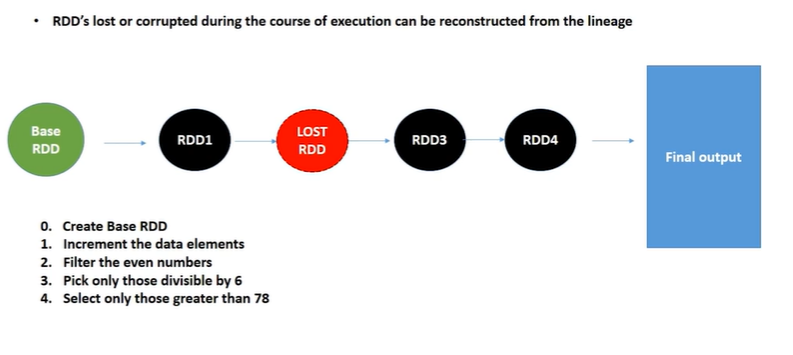 • RDD's lost or corrupted during the course of execution can be reconstructed from the lineage
Base
RDD
RDD1
LOST
RDD
RDD3
RDD4
Final output
0. Create Base RDD
1. Increment the data elements
2. Filter the even numbers
3. Pick only those divisible by 6
4. Select only those greater than 78